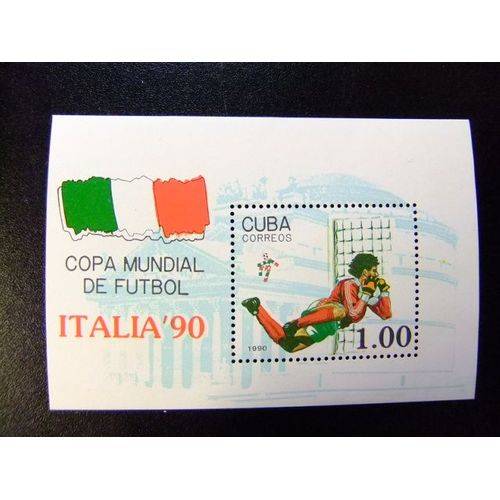 COPA MUNDIAL
DE FUTBOL
ITALIA'90
CUBA
CORREOS
1990
1.00